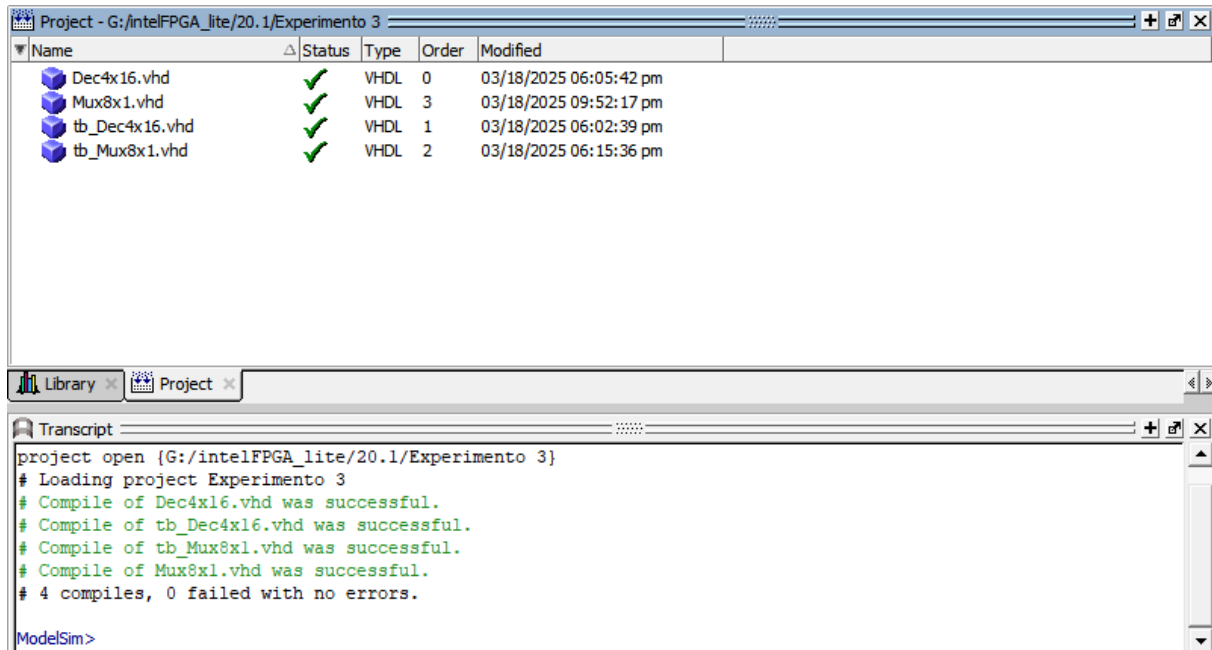 Project - G:/intelFPGA_lite/20.1/Experimento 3
Name Status Type Order Modified
Dec4x16.vhd VHDL 0 03/18/2025 06:05:42 pm
Mux8x1.vhd VHDL 3 03/18/2025 09:52:17 pm
tb_Dec4x16.vhd VHDL 1 03/18/2025 06:02:39 pm
tb_Mux8x1.vhd VHDL 2 03/18/2025 06:15:36 pm
Library Project
Transcript
project open {G:/intelFPGA_lite/20.1/Experimento 3}
# Loading project Experimento 3
# Compile of Dec4x16.vhd was successful.
# Compile of tb_Dec4x16.vhd was successful.
# Compile of tb_Mux8x1.vhd was successful.
# Compile of Mux8x1.vhd was successful.
# 4 compiles, 0 failed with no errors.
ModelSim>